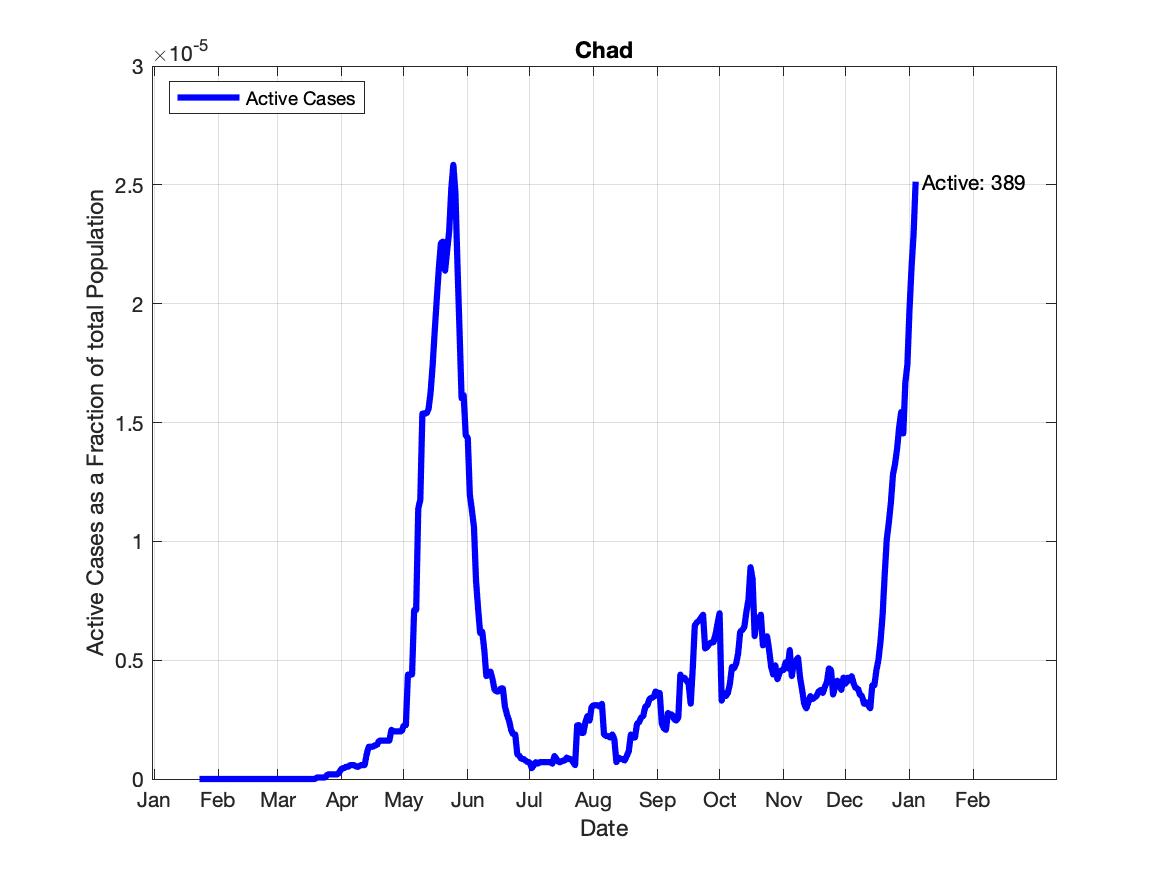 Chad
×10-5
3
2.5
2
1.5
1
0.5
0
Active Cases
Active: 389
Active Cases as a Fraction of total Population
Jan Feb Mar Apr May Jun Jul Aug Sep Oct Nov Dec Jan Feb
Date